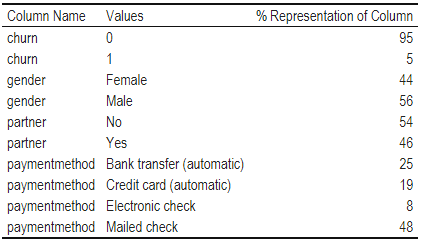 Column Name Values % Representation of Column
churn 0 95
churn 1 5
gender Female 44
gender Male 56
partner No 54
partner Yes 46
paymentmethod Bank transfer (automatic) 25
paymentmethod Credit card (automatic) 19
paymentmethod Electronic check 8
paymentmethod Mailed check 48